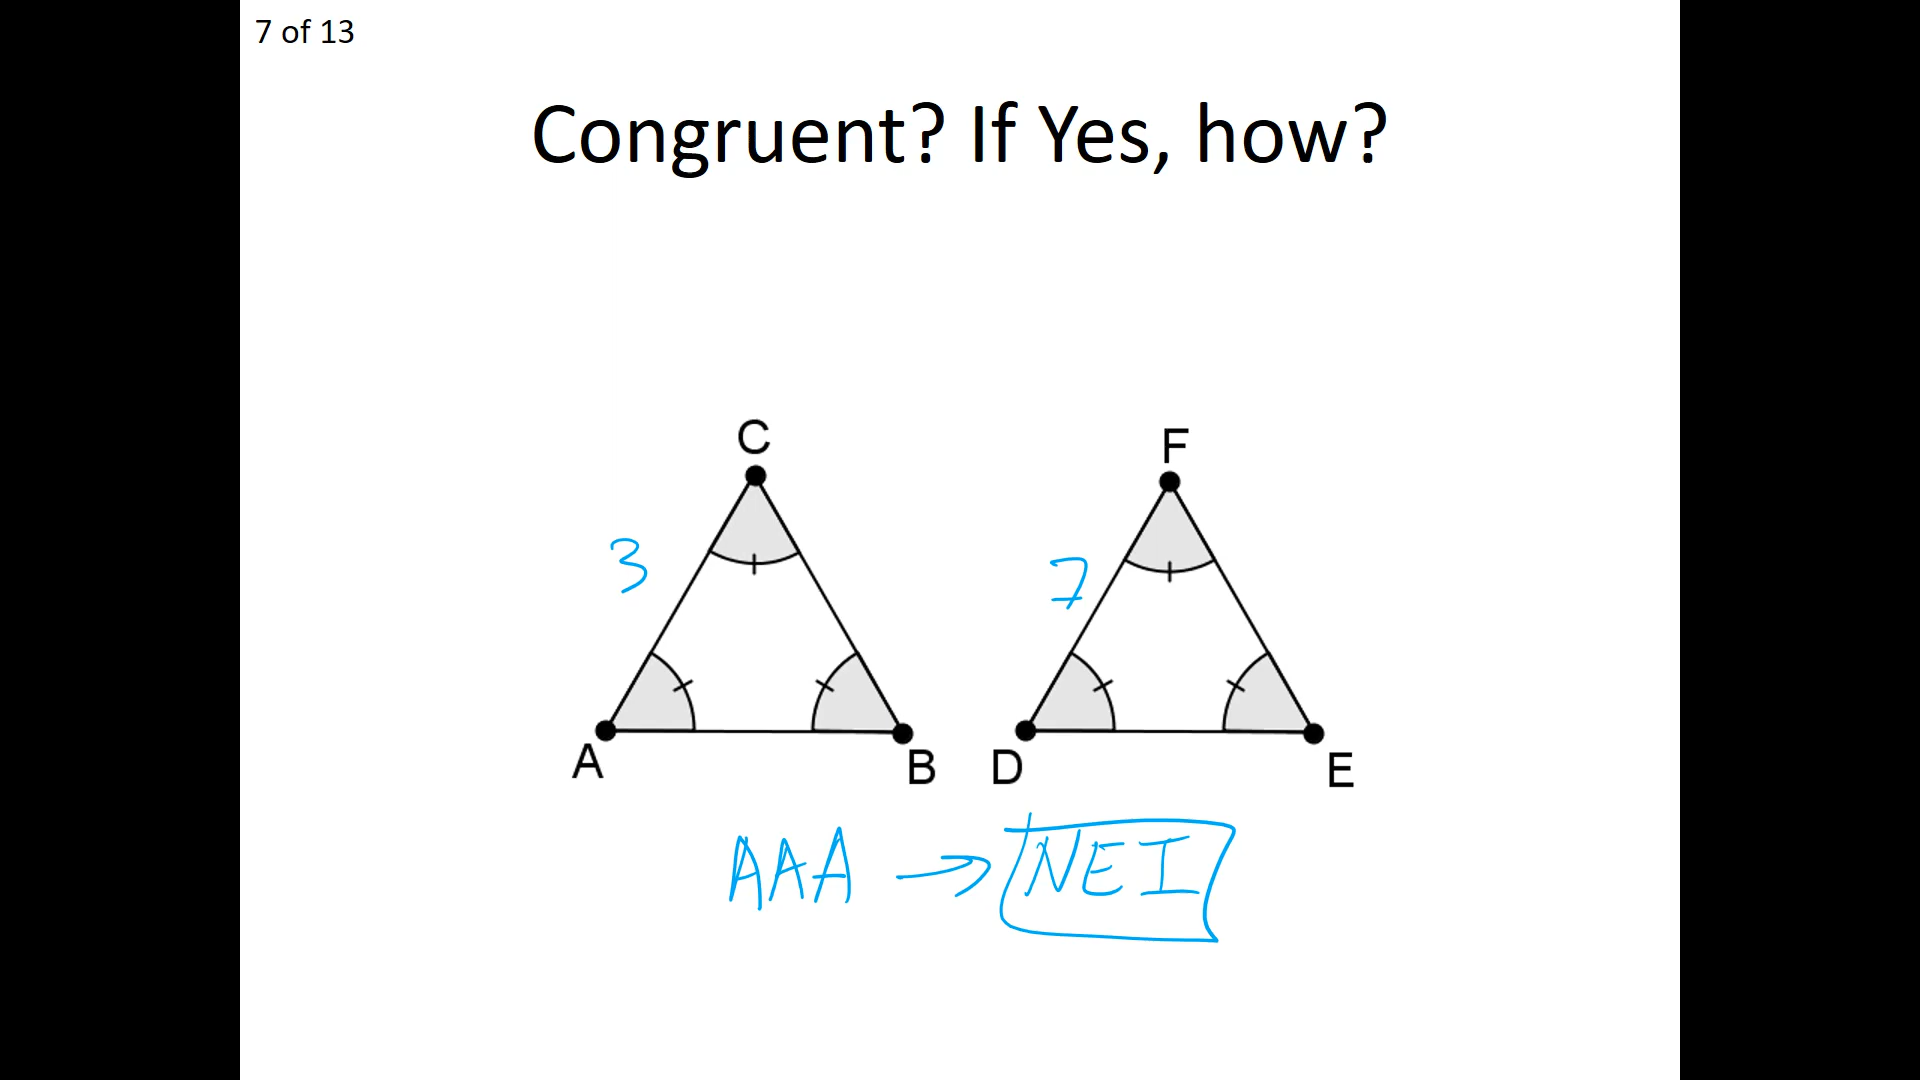 7 of 13
Congruent? If Yes, how?
C
F
3
7
A
B
D
E
AAA → NEI